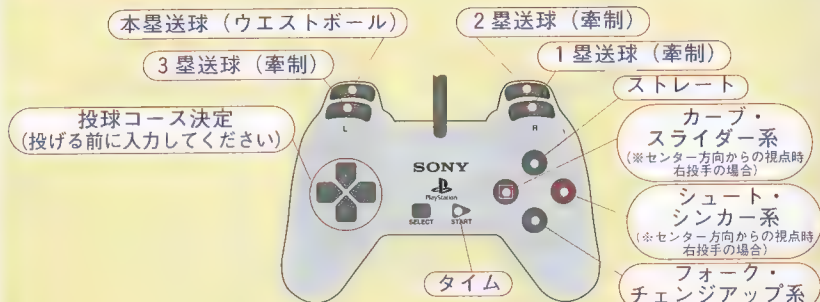 本塁送球（ウエストボール）
2塁送球（牽制）
3塁送球（牽制）
1塁送球（牽制）
ストレート
投球コース決定
(投げる前に入力してください)
L
R
カーブ・
スライダー系
(※センター方向からの視点時
右投手の場合)
SONY
PlayStation
SELECT
START
シュート・
シンカー系
(※センター方向からの視点時
右投手の場合)
タイム
フォーク・
チェンジアップ系